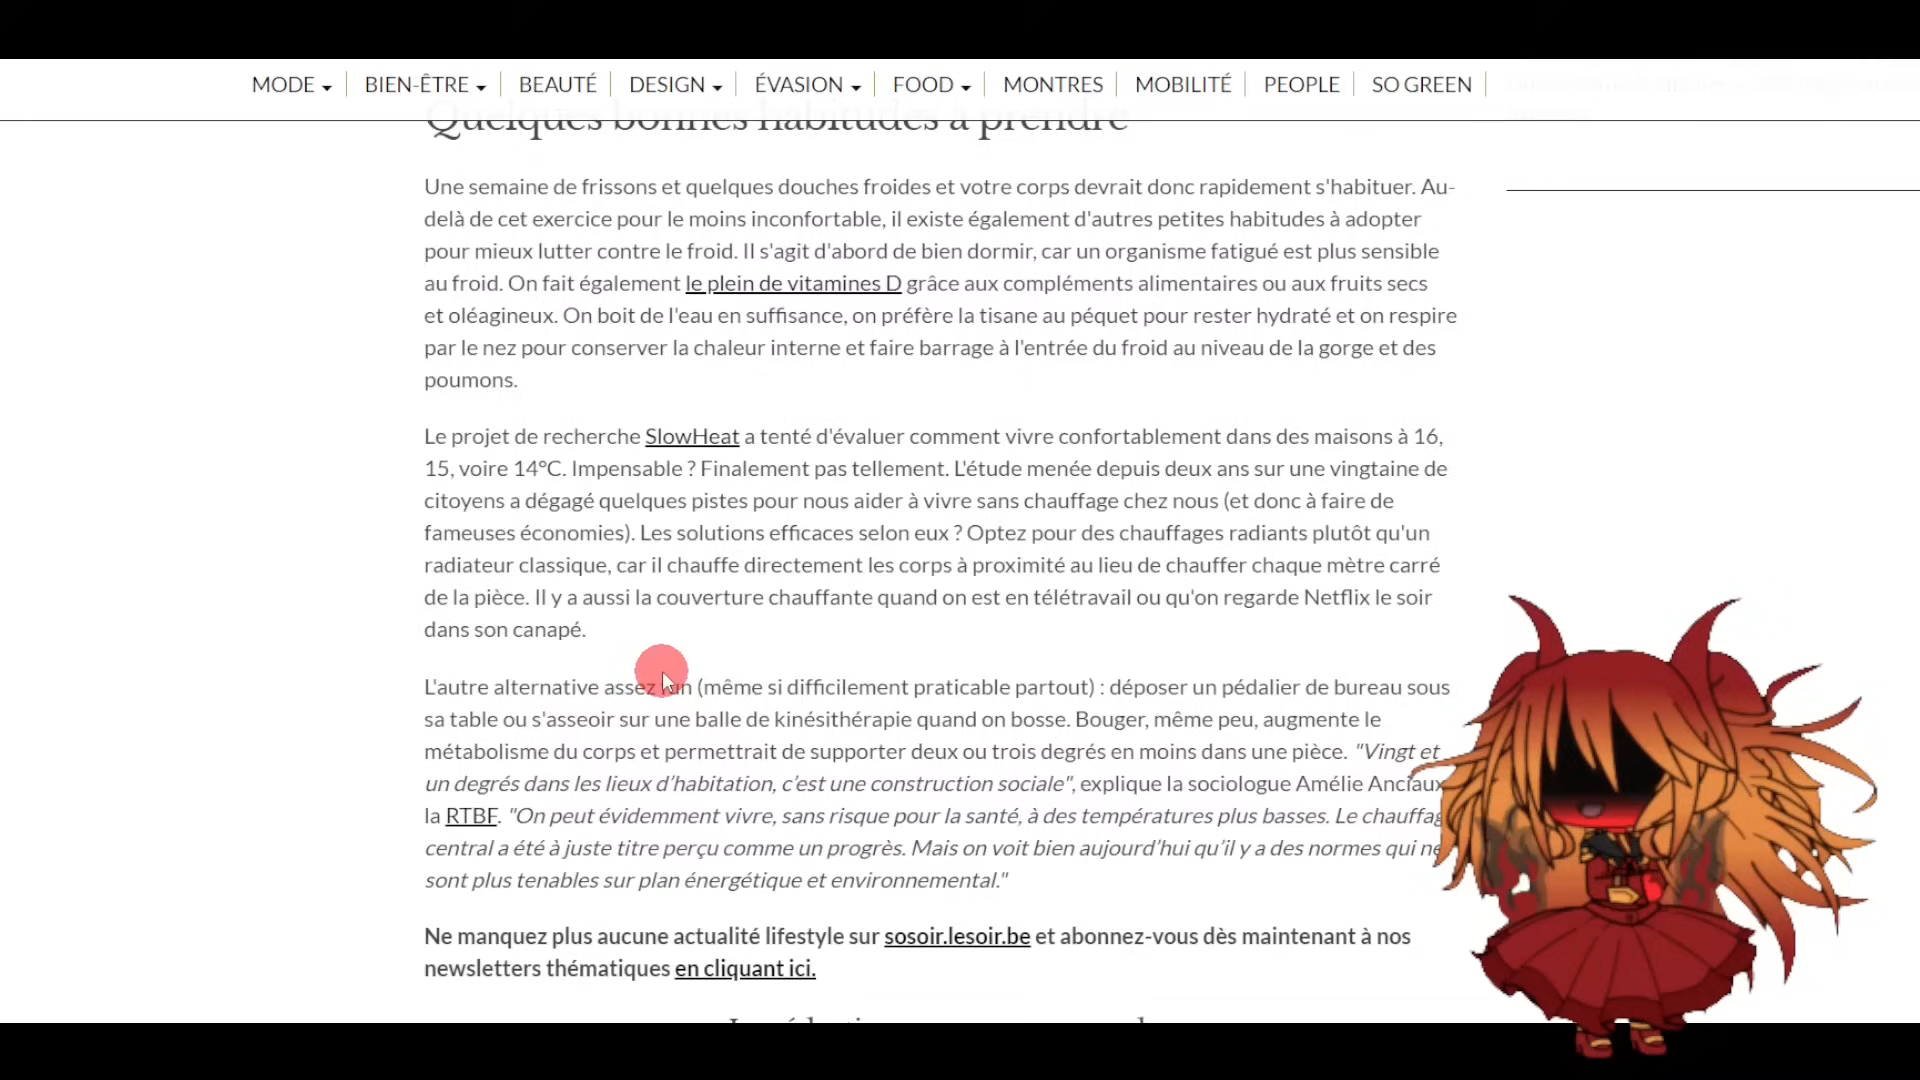 MODE BIEN-ÊTRE BEAUTÉ DESIGN ÉVASION FOOD MONTRES MOBILITÉ PEOPLE SO GREEN
Quelques bonnes habitudes à prendre
Une semaine de frissons et quelques douches froides et votre corps devrait donc rapidement s'habituer. Au-
delà de cet exercice pour le moins inconfortable, il existe également d'autres petites habitudes à adopter
pour mieux lutter contre le froid. Il s'agit d'abord de bien dormir, car un organisme fatigué est plus sensible
au froid. On fait également le plein de vitamines D grâce aux compléments alimentaires ou aux fruits secs
et oléagineux. On boit de l'eau en suffisance, on préfère la tisane au péquet pour rester hydraté et on respire
par le nez pour conserver la chaleur interne et faire barrage à l'entrée du froid au niveau de la gorge et des
poumons.
Le projet de recherche SlowHeat a tenté d'évaluer comment vivre confortablement dans des maisons à 16,
15, voire 14°C. Impensable ? Finalement pas tellement. L'étude menée depuis deux ans sur une vingtaine de
citoyens a dégagé quelques pistes pour nous aider à vivre sans chauffage chez nous (et donc à faire de
fameuses économies). Les solutions efficaces selon eux ? Optez pour des chauffages radiants plutôt qu'un
radiateur classique, car il chauffe directement les corps à proximité au lieu de chauffer chaque mètre carré
de la pièce. Il y a aussi la couverture chauffante quand on est en télétravail ou qu'on regarde Netflix le soir
dans son canapé.
L'autre alternative assez (même si difficilement praticable partout) : déposer un pédalier de bureau sous
sa table ou s'asseoir sur une balle de kinésithérapie quand on bosse. Bouger, même peu, augmente le
métabolisme du corps et permettrait de supporter deux ou trois degrés en moins dans une pièce. "Vingt et
un degrés dans les lieux d’habitation, c’est une construction sociale", explique la sociologue Amélie Anciaux
la RTBF. "On peut évidemment vivre, sans risque pour la santé, à des températures plus basses. Le
central a été à juste titre perçu comme un progrès. Mais on voit bien aujourd’hui qu’il y a des normes qui ne
sont plus tenables sur plan énergétique et environnemental."
Ne manquez plus aucune actualité lifestyle sur sosoir.lesoir.be et abonnez-vous dès maintenant à nos
newsletters thématiques en cliquant ici.